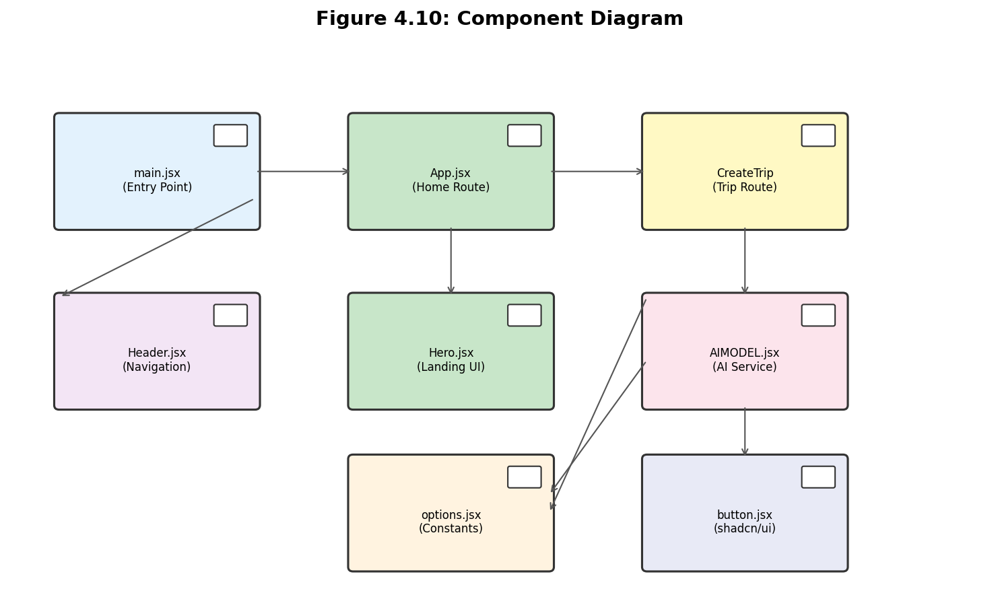 Figure 4.10: Component Diagram
main.jsx
(Entry Point)
App.jsx
(Home Route)
CreateTrip
(Trip Route)
Header.jsx
(Navigation)
Hero.jsx
(Landing UI)
AIMODEL.jsx
(AI Service)
options.jsx
(Constants)
button.jsx
(shadcn/ui)